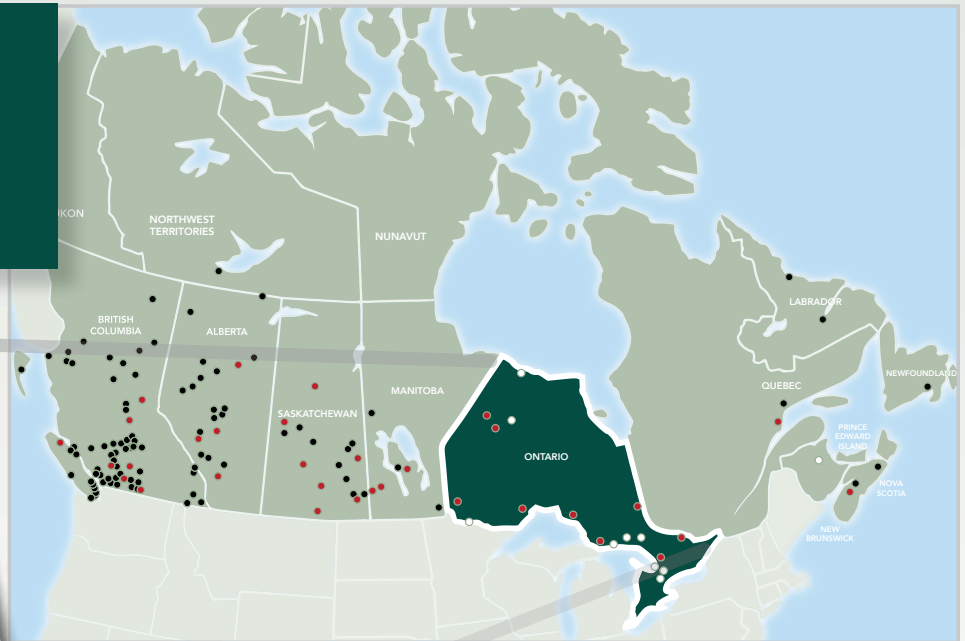 UKON
NORTHWEST
TERRITORIES
NUNAVUT
BRITISH
COLUMBIA
ALBERTA
SASKATCHEWAN
MANITOBA
ONTARIO
QUEBEC
LABRADOR
NEWFOUNDLAND
PRINCE
EDWARD
ISLAND
NOVA
SCOTIA
NEW
BRUNSWICK